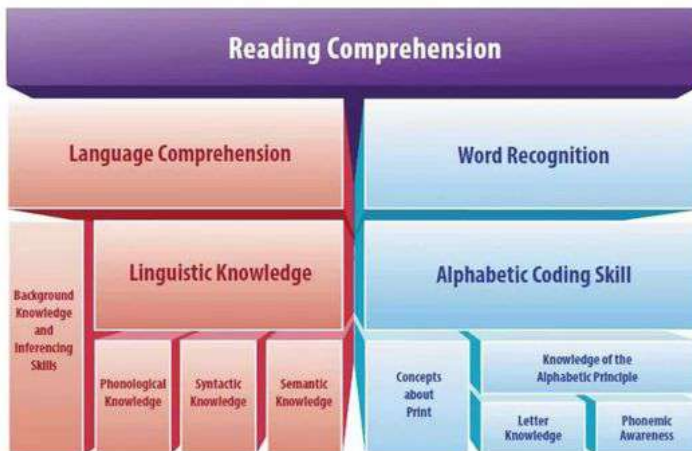 Reading Comprehension
Language Comprehension
Word Recognition
Background
Knowledge
and
Inferencing
Skills
Linguistic Knowledge
Alphabetic Coding Skill
Phonological
Knowledge
Syntactic
Knowledge
Semantic
Knowledge
Concepts
about
Print
Knowledge of the
Alphabetic Principle
Letter
Knowledge
Phonemic
Awareness